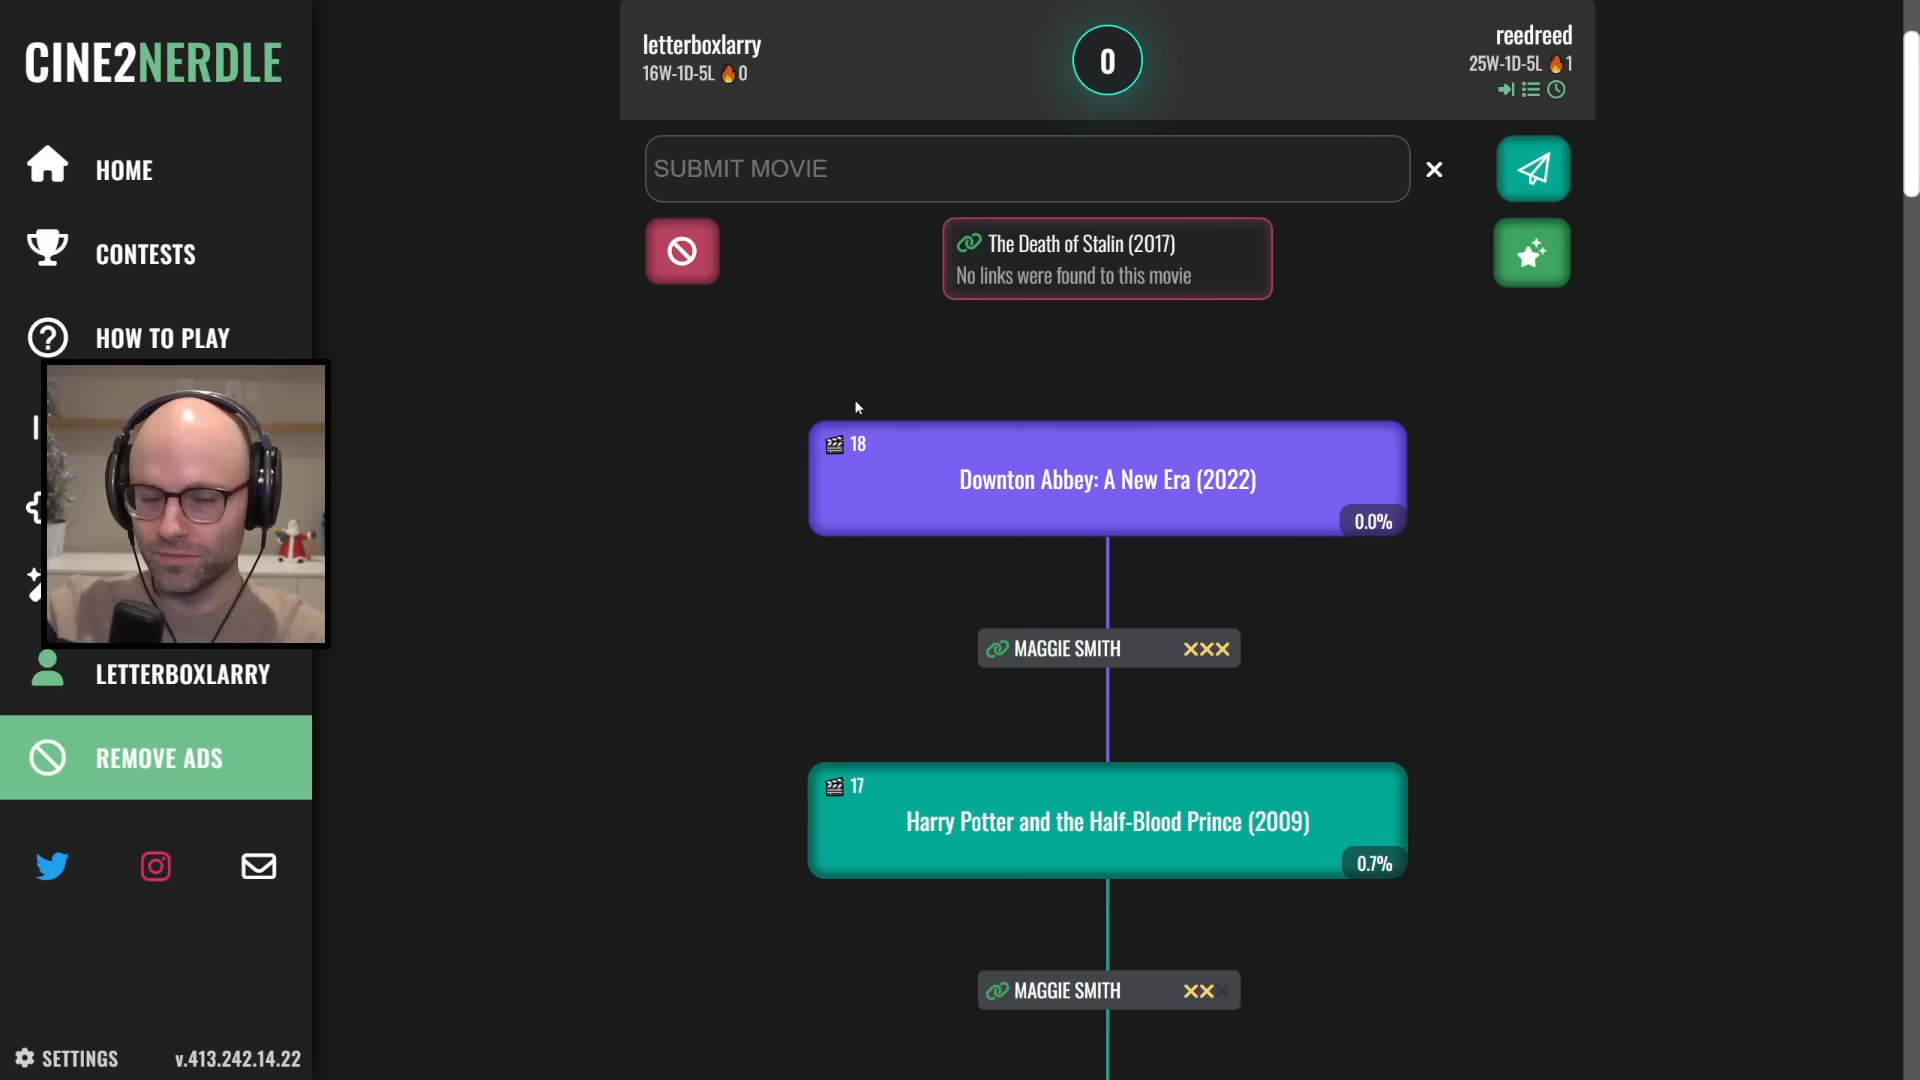 CINE2NERDLE
HOME
CONTESTS
HOW TO PLAY
LETTERBOXLARRY
REMOVE ADS
SETTINGS
v.413.242.14.22
letterboxlarry
16W-1D-5L 🔥0
0
reedreed
25W-1D-5L 🔥1
SUBMIT MOVIE
The Death of Stalin (2017)
No links were found to this movie
18
Downton Abbey: A New Era (2022)
0.0%
MAGGIE SMITH
17
Harry Potter and the Half-Blood Prince (2009)
0.7%
MAGGIE SMITH